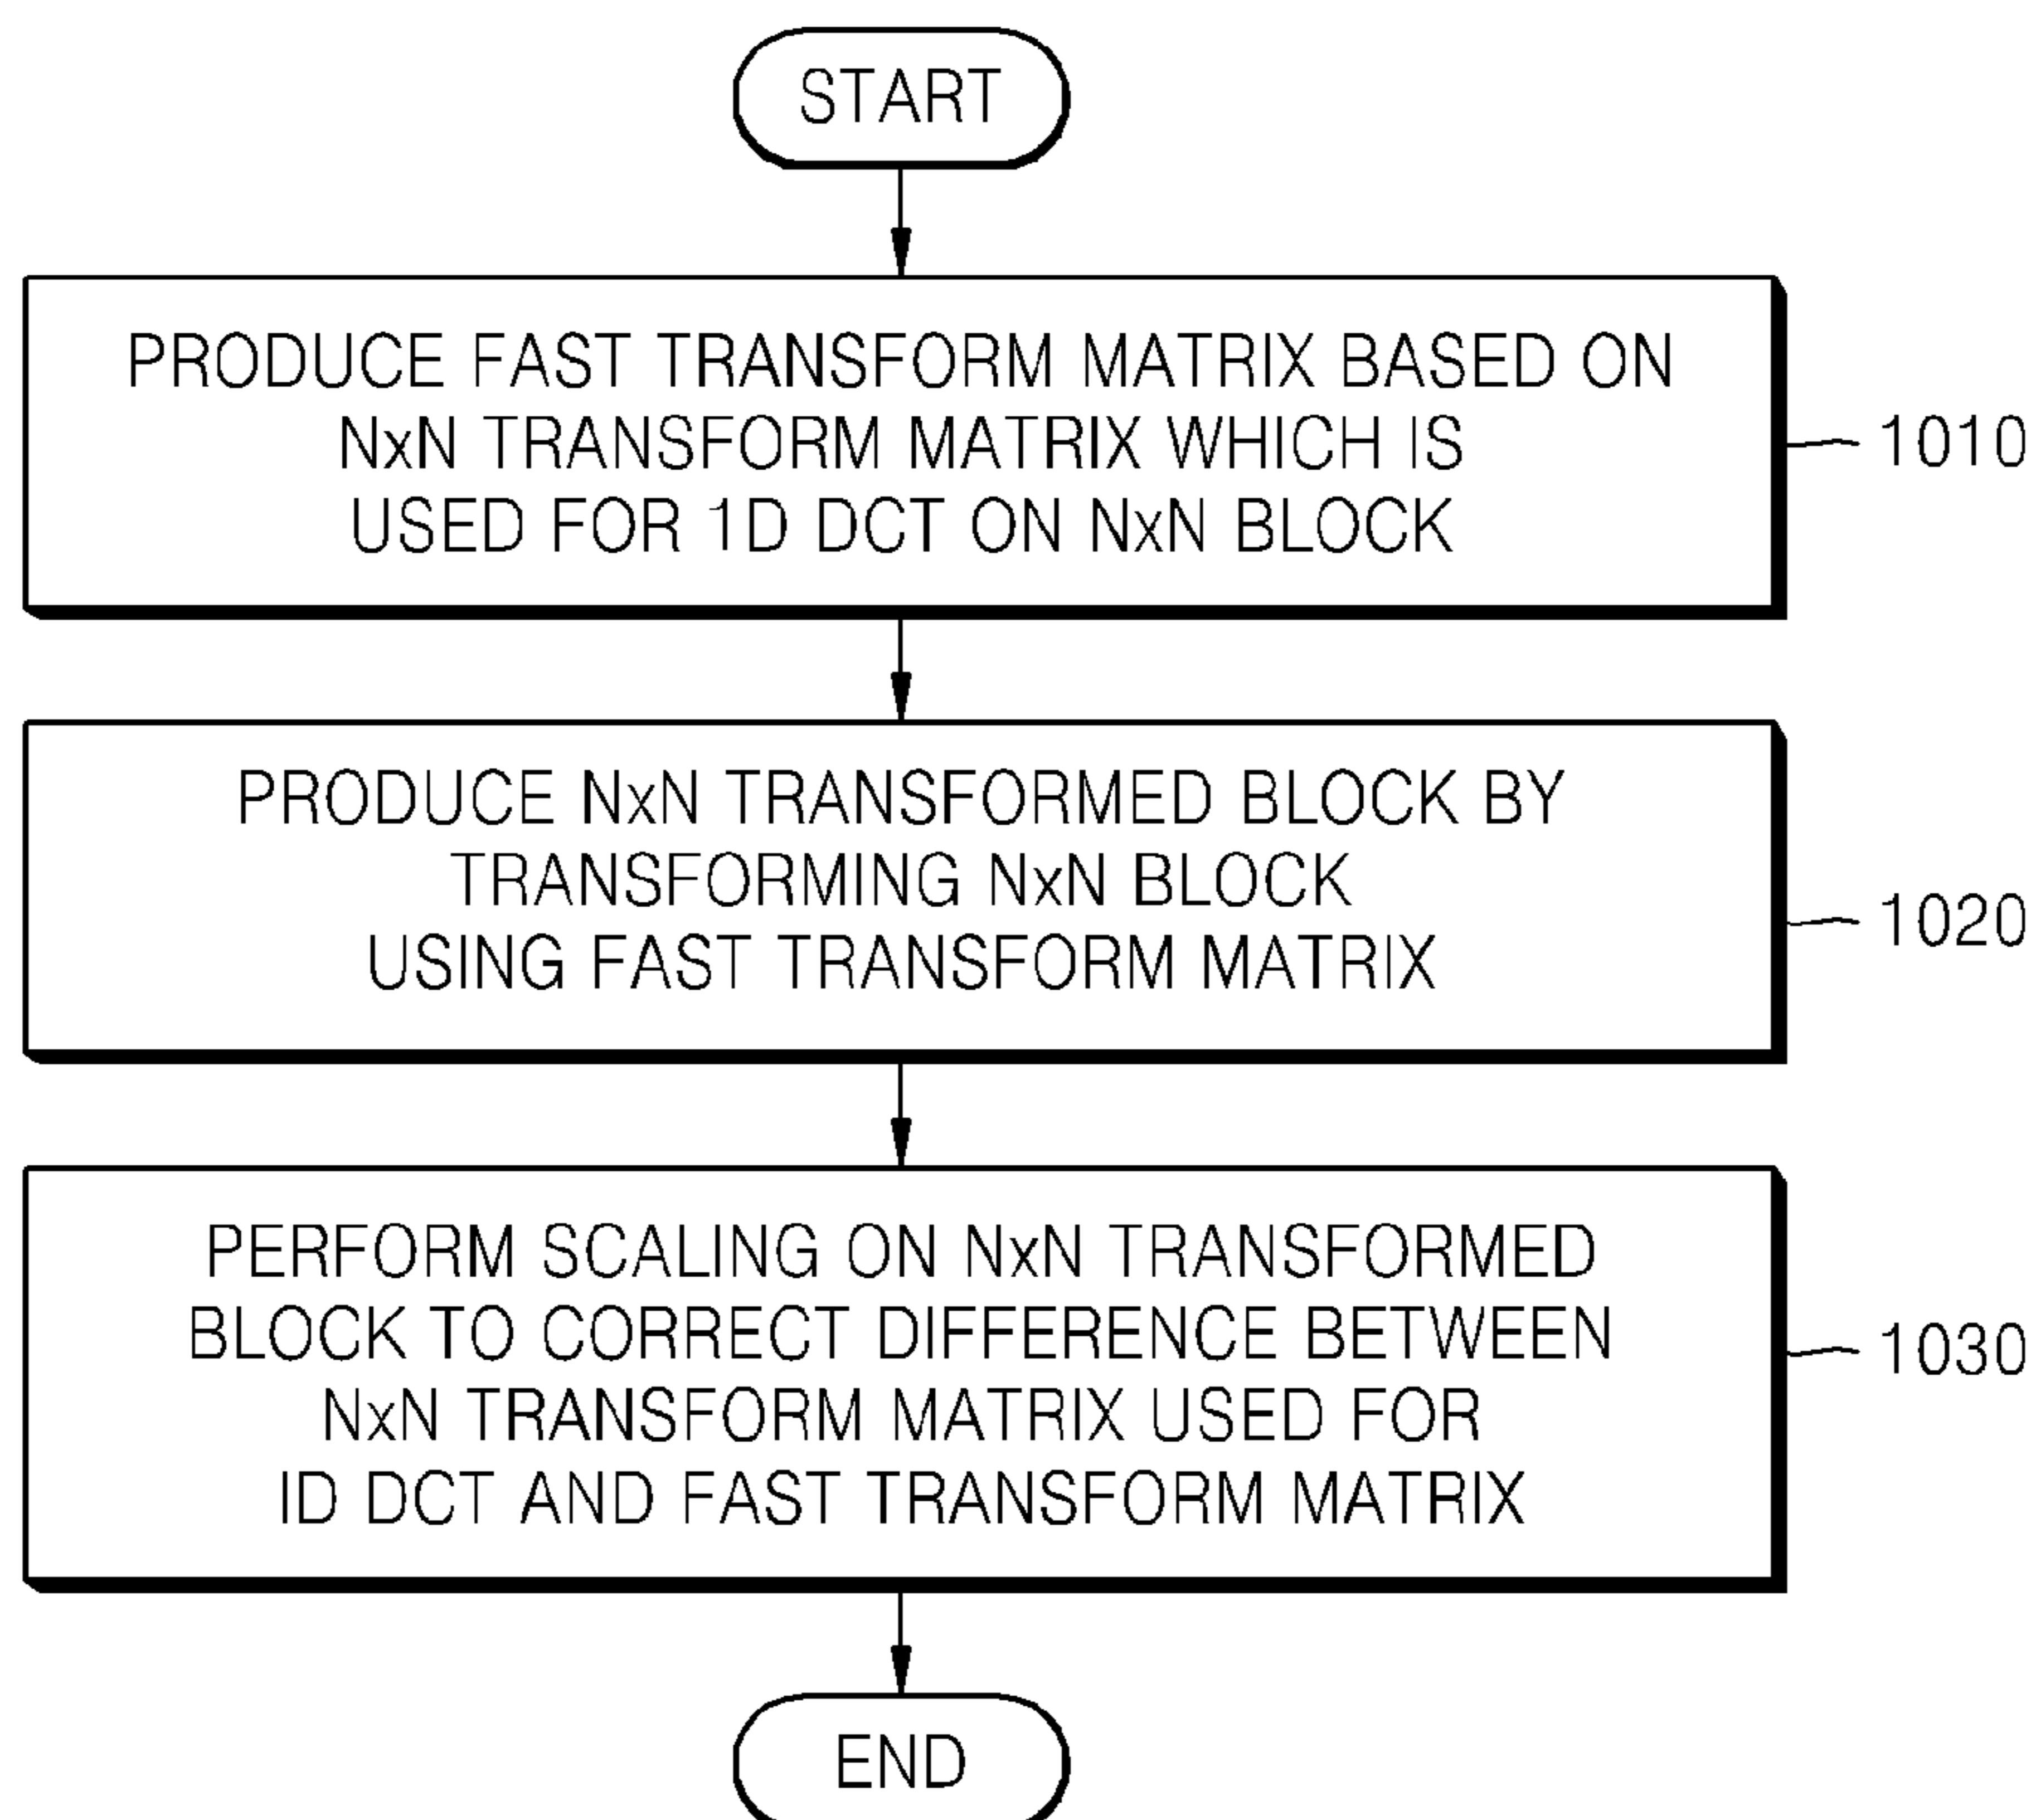 START
PRODUCE FAST TRANSFORM MATRIX BASED ON
NxN TRANSFORM MATRIX WHICH IS
USED FOR 1D DCT ON NxN BLOCK
1010
PRODUCE NxN TRANSFORMED BLOCK BY
TRANSFORMING NxN BLOCK
USING FAST TRANSFORM MATRIX
1020
PERFORM SCALING ON NxN TRANSFORMED
BLOCK TO CORRECT DIFFERENCE BETWEEN
NxN TRANSFORM MATRIX USED FOR
ID DCT AND FAST TRANSFORM MATRIX
1030
END